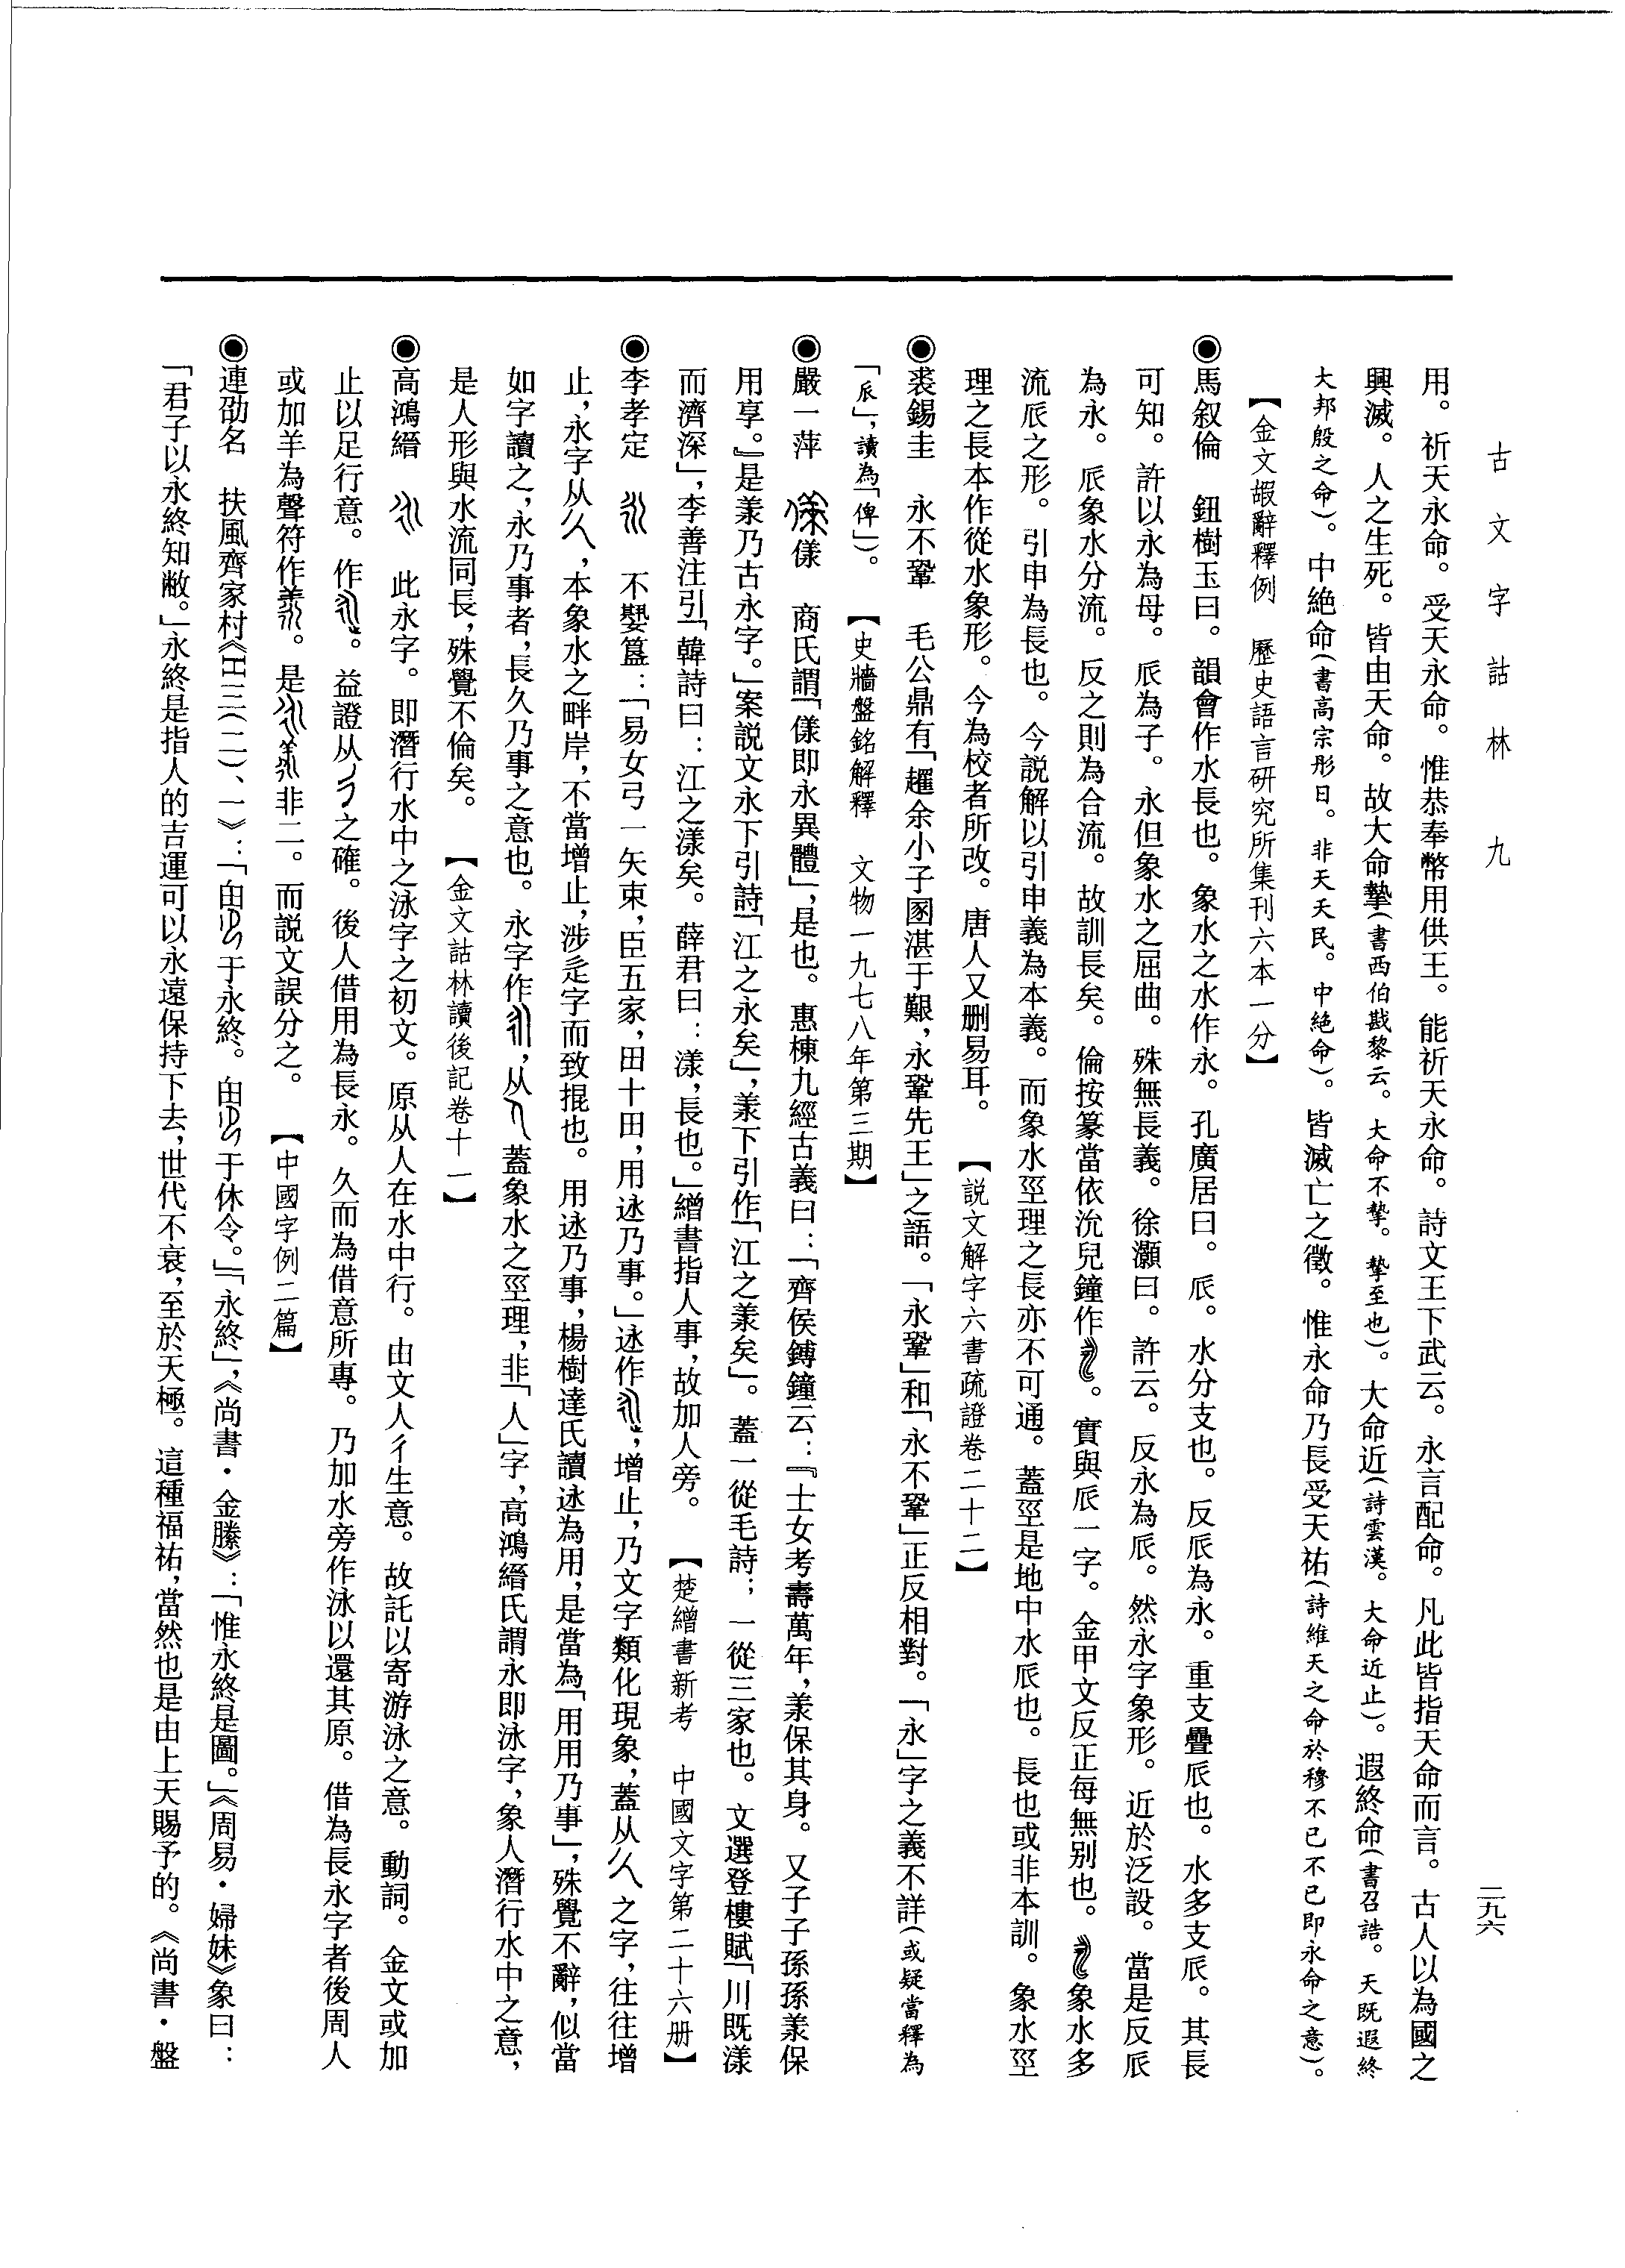 古文字詁林　九
二九六
用。祈天永命。受天永命。惟恭奉幣用供王。能祈天永命。詩文王下武云。永言配命。凡此皆指天命而言。古人以為國之
興滅。人之生死。皆由天命。故大命摯(書西伯戡黎云。大命不摯。摯至也)。大命近(詩雲漢。大命近止)。遐終命(書召誥。天既遐終
大邦殷之命)。中絶命(書高宗肜日。非天夭民。中絶命)。皆滅亡之徵。惟永命乃長受天祐(詩維天之命於穆不已不已即永命之意)。
【金文嘏辭釋例　歷史語言研究所集刊六本一分】
◉馬叙倫　鈕樹玉曰。韻會作水長也。象水之水作永。孔廣居曰。𠂢。水分支也。反𠂢為永。重支疊𠂢也。水多支𠂢。其長
可知。許以永為母。𠂢為子。永但象水之屈曲。殊無長義。徐灝曰。許云。反永為𠂢。然永字象形。近於泛設。當是反𠂢
為永。𠂢象水分流。反之則為合流。故訓長矣。倫按篆當依沇兒鐘作。實與𠂢一字。金甲文反正每無别也。象水多
流𠂢之形。引申為長也。今説解以引申義為本義。而象水巠理之長亦不可通。蓋巠是地中水𠂢也。長也或非本訓。象水巠
理之長本作從水象形。今為校者所改。唐人又删易耳。　【説文解字六書疏證卷二十二】
◉裘錫圭　永不鞏　毛公鼎有「趯余小子圂湛于艱，永鞏先王」之語。「永鞏」和「永不鞏」正反相對。「永」字之義不詳(或疑當釋為
「𠂢」，讀為「俾」)。　【史牆盤銘解釋　文物一九七八年第三期】
◉嚴一萍　㨾　商氏謂「㨾即永異體」，是也。惠棟九經古義曰：「齊侯鎛鐘云：『士女考壽萬年，羕保其身。又子子孫孫羕保
用享。』是羕乃古永字。」案説文永下引詩「江之永矣」，羕下引作「江之羕矣」。蓋一從毛詩；一從三家也。文選登樓賦「川既漾
而濟深」，李善注引「韓詩曰：江之漾矣。薛君曰：漾，長也。」繒書指人事，故加人旁。　【楚繒書新考　中國文字第二十六册】
◉李孝定　不𡢁簋：「易女弓一矢束，臣五家，田十田，用迏乃事。」迏作，增止，乃文字類化現象，蓋从之字，往往增
止，永字从，本象水之畔岸，不當增止，涉辵字而致掍也。用迏乃事，楊樹達氏讀迏為用，是當為「用用乃事」，殊覺不辭，似當
如字讀之，永乃事者，長久乃事之意也。永字作，从蓋象水之巠理，非「人」字，高鴻縉氏謂永即泳字，象人潛行水中之意，
是人形與水流同長，殊覺不倫矣。　【金文詁林讀後記卷十一】
◉高鴻縉　此永字。即潛行水中之泳字之初文。原从人在水中行。由文人彳生意。故託以寄游泳之意。動詞。金文或加
止以足行意。作。益證从之確。後人借用為長永。久而為借意所專。乃加水旁作泳以還其原。借為長永字者後周人
或加羊為聲符作羕。是非二。而説文誤分之。　【中國字例二篇】
◉連劭名　扶風齊家村《H三(二)、一》：「由于永終。由于休令。」「永終」，《尚書・金縢》：「惟永終是圖。」《周易・婦妹》象曰：
「君子以永終知敝。」永終是指人的吉運可以永遠保持下去，世代不衰，至於天極。這種福祐，當然也是由上天賜予的。《尚書・盤